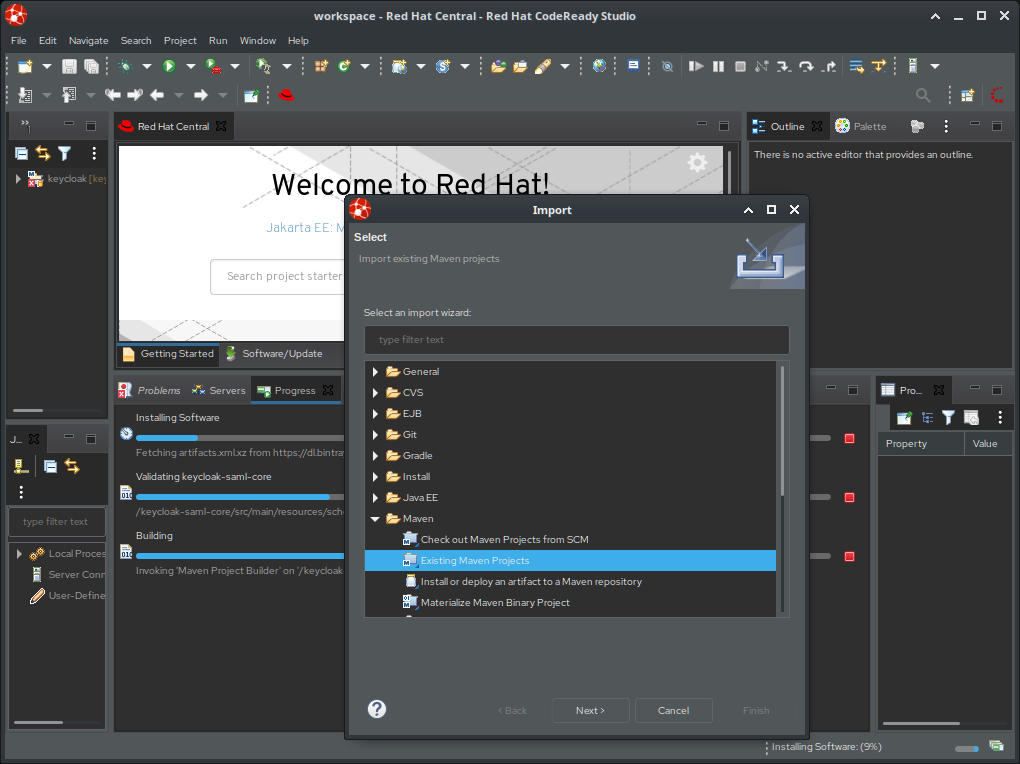 workspace - Red Hat Central - Red Hat CodeReady Studio
File Edit Navigate Search Project Run Window Help
Red Hat Central
Outline
Palette
There is no active editor that provides an outline.
keycloak [key
Welcome to Red Hat!
Jakarta EE: M
Search project starter
Getting Started
Software/Update
Problems
Servers
Progress
Installing Software
Fetching artifacts.xml.xz from https://dl.bintray
Validating keycloak-saml-core
/keycloak-saml-core/src/main/resources/sche
Building
Invoking 'Maven Project Builder' on '/keycloak
J...
type filter text
Local Proce
Server Conn
User-Define
Pro...
Property
Value
Import
Select
Import existing Maven projects
Select an import wizard:
type filter text
General
CVS
EJB
Git
Gradle
Install
Java EE
Maven
Check out Maven Projects from SCM
Existing Maven Projects
Install or deploy an artifact to a Maven repository
Materialize Maven Binary Project
< Back
Next >
Cancel
Finish
Installing Software: (9%)